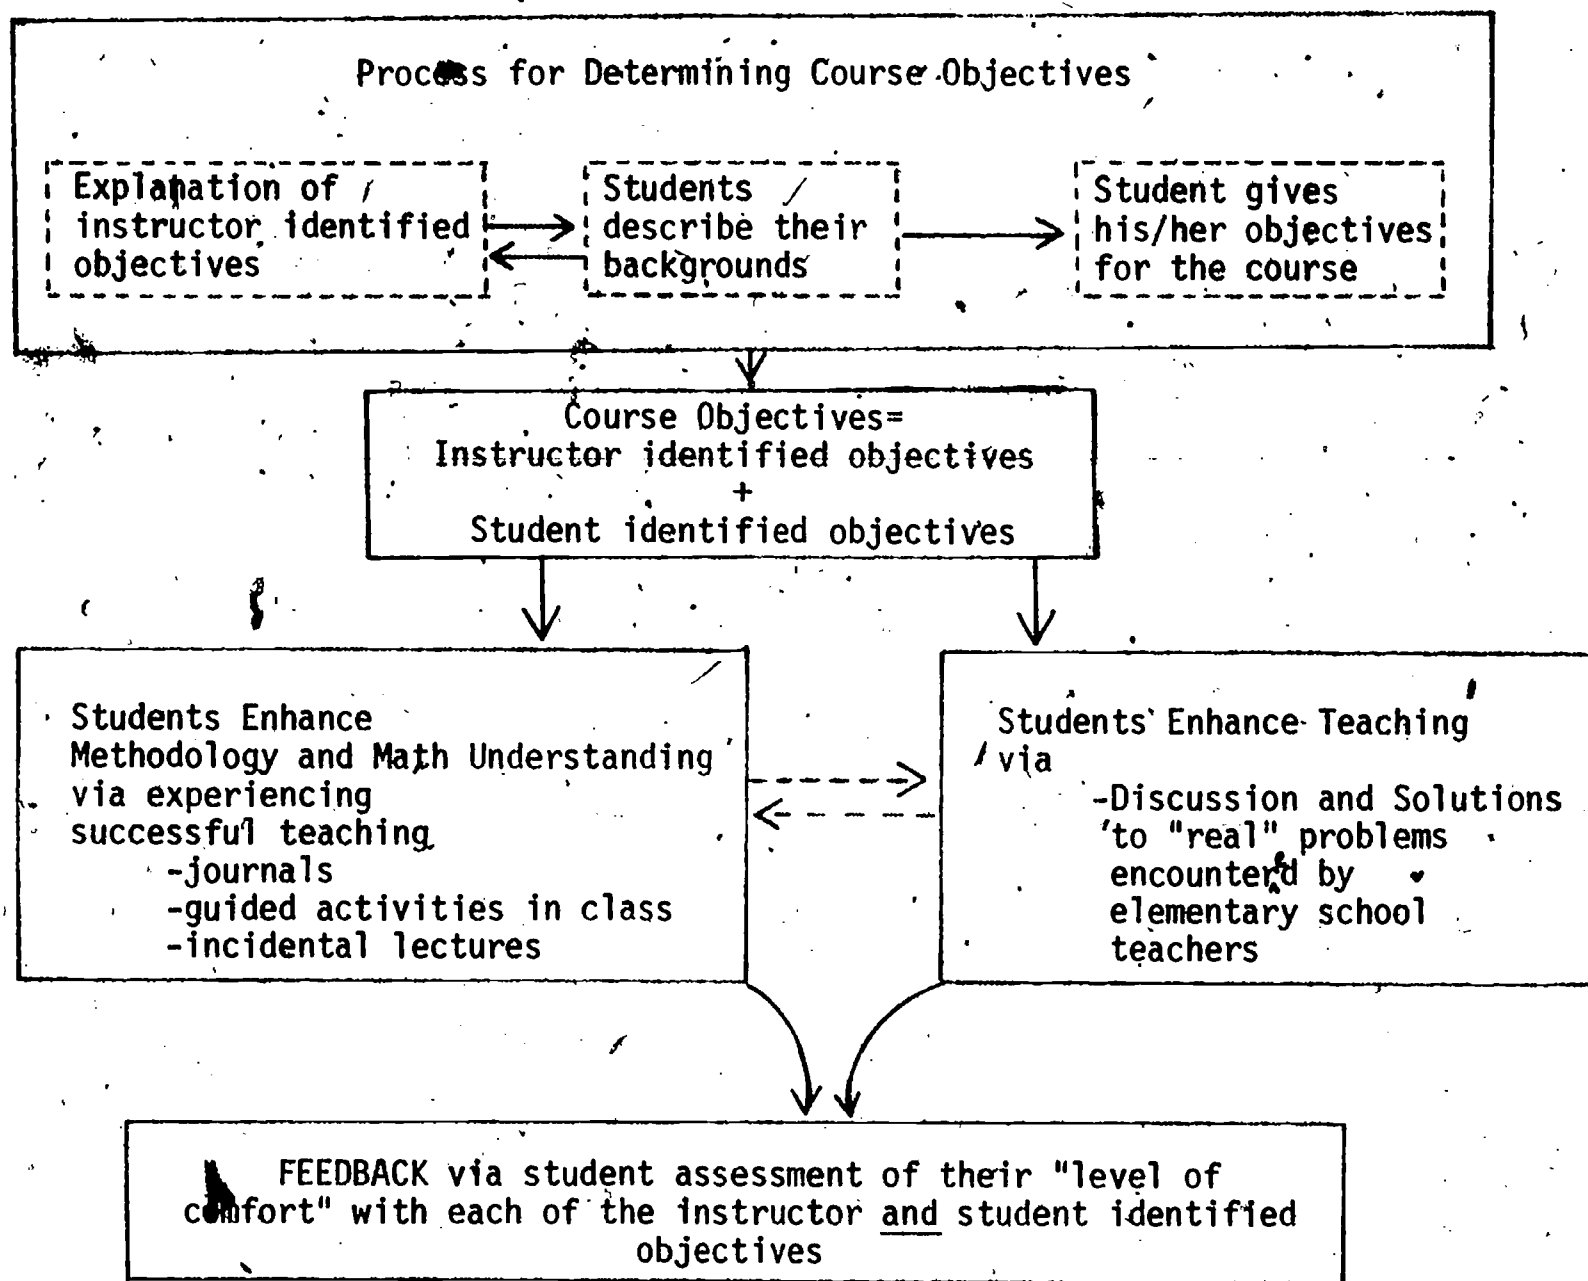 Process for Determining Course Objectives
Explanation of
instructor identified
objectives
Students
describe their
backgrounds
Student gives
his/her objectives
for the course
Course Objectives=
Instructor identified objectives
+
Student identified objectives
Students Enhance
Methodology and Math Understanding
via experiencing
successful teaching
-journals
-guided activities in class
-incidental lectures
Students Enhance Teaching
via
-Discussion and Solutions
to "real" problems
encountered by
elementary school
teachers
FEEDBACK via student assessment of their "level of
comfort" with each of the instructor and student identified
objectives